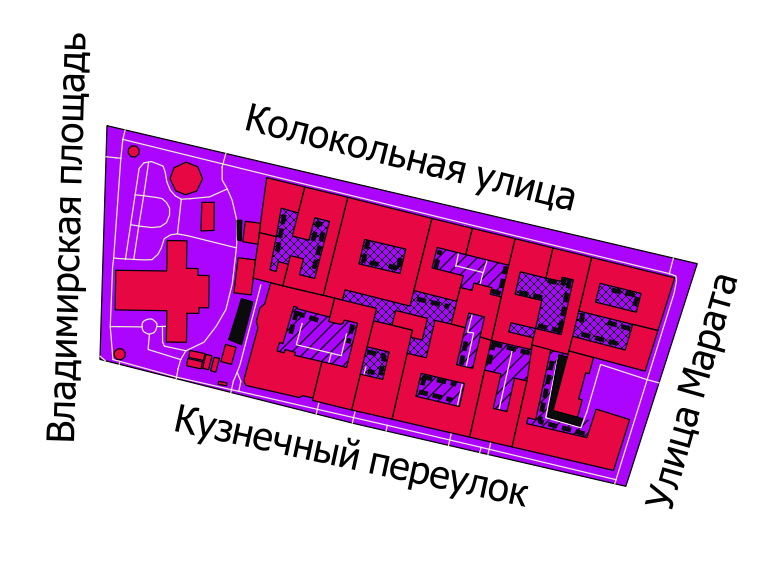 Владимирская площадь
Колокольная улица
Кузнечный переулок
Улица Марата